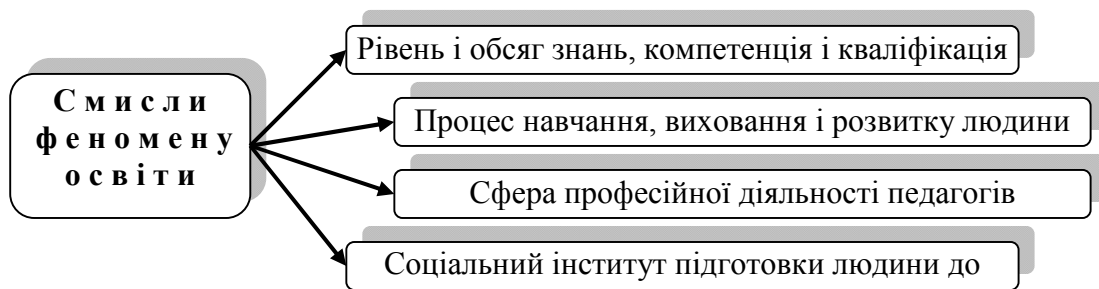 Смисли
феномену
освіти
Рівень і обсяг знань, компетенція і кваліфікація
Процес навчання, виховання і розвитку людини
Сфера професійної діяльності педагогів
Соціальний інститут підготовки людини до